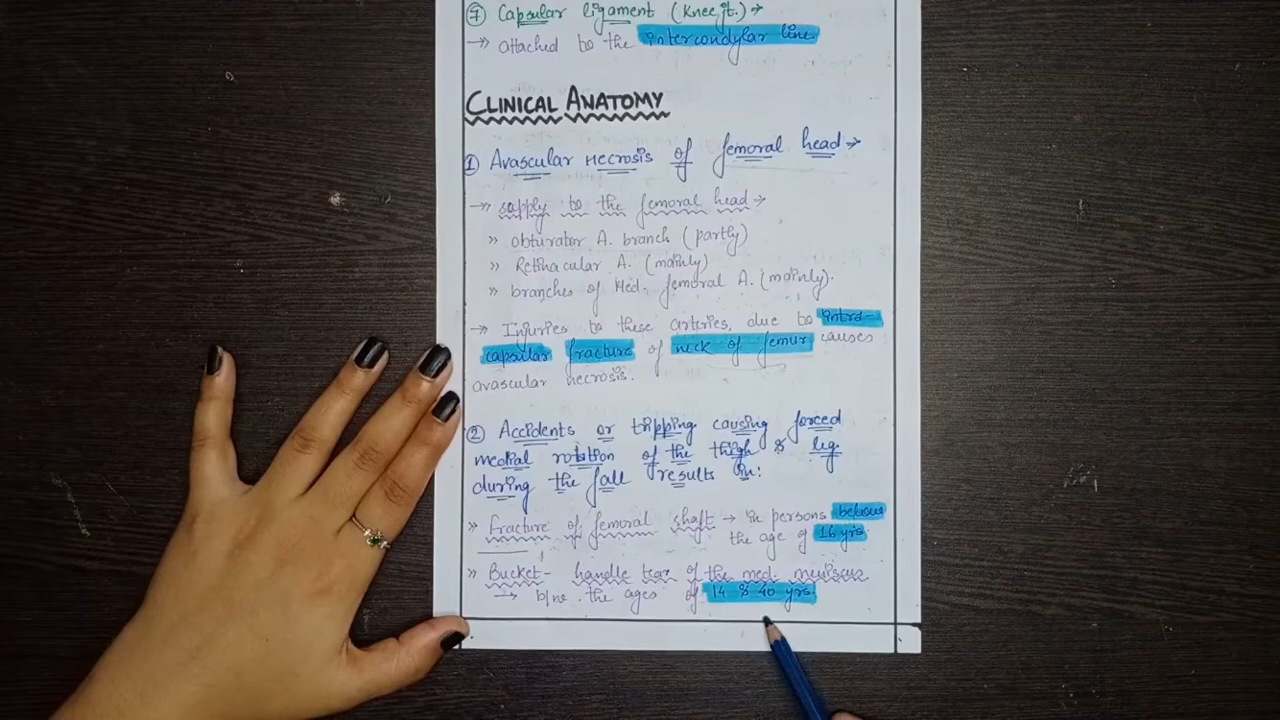 ⑦ Capsular ligament (Knee jt.) →
→» attached to the intercondylar line.
CLINICAL ANATOMY
① Avascular necrosis of femoral head →
→» supply to the femoral head →
» obturator A. branch (partly)
» Retinacular A. (mainly)
» branches of Med. femoral A. (mainly).
→» Injuries to these arteries, due to intra-
capsular fracture of neck of femur causes
avascular necrosis.
② Accidents or tripping causing forced
medial rotation of the thigh & leg
during the fall results in:
» Fracture of femoral shaft → in persons below
the age of 16 yrs.
» Bucket-handle tear of the med. meniscus
→ b/w. the ages of 14 & 40 yrs.